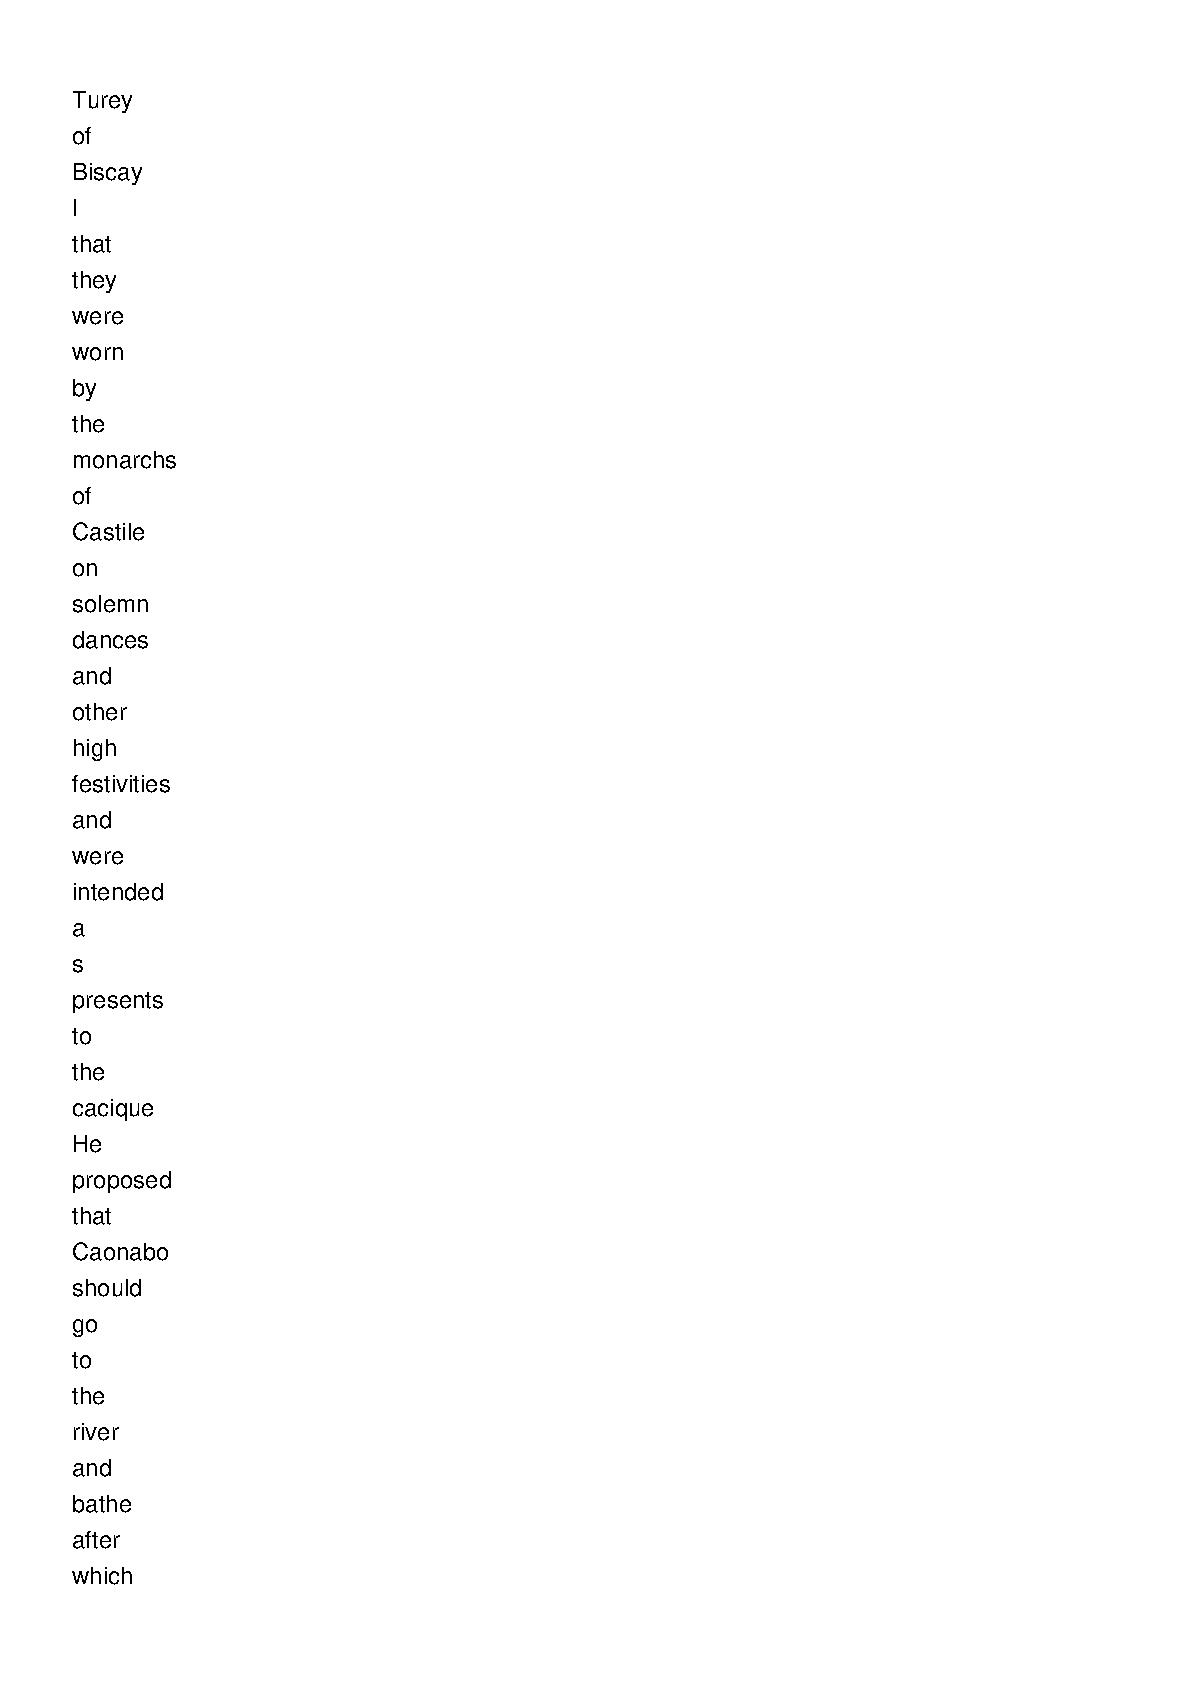 Turey
of
Biscay
I
that
they
were
worn
by
the
monarchs
of
Castile
on
solemn
dances
and
other
high
festivities
and
were
intended
a
s
presents
to
the
cacique
He
proposed
that
Caonabo
should
go
to
the
river
and
bathe
after
which